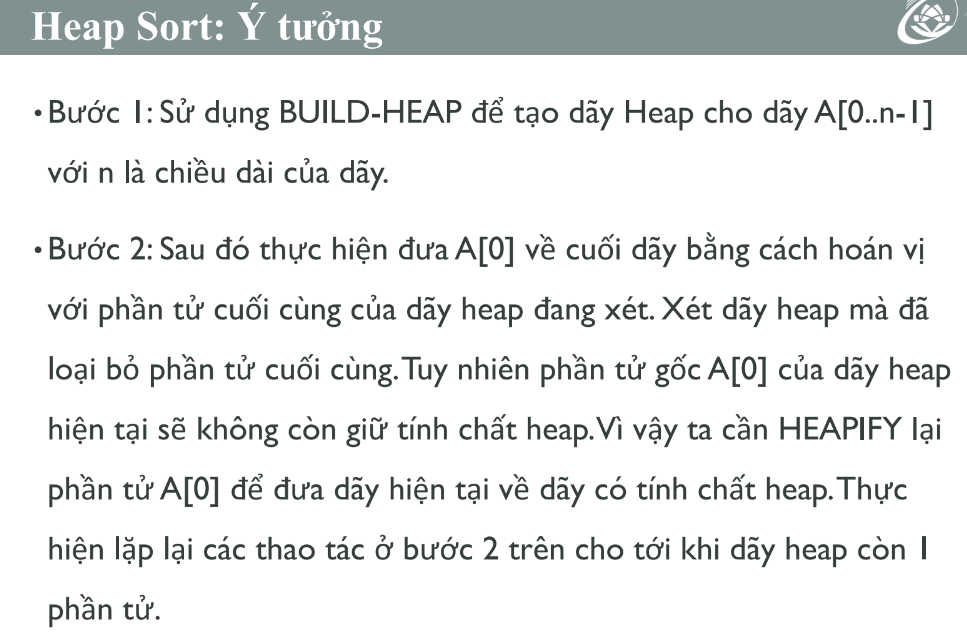 Heap Sort: Ý tưởng
• Bước 1: Sử dụng BUILD-HEAP để tạo dãy Heap cho dãy A[0..n-1]
với n là chiều dài của dãy.
• Bước 2: Sau đó thực hiện đưa A[0] về cuối dãy bằng cách hoán vị
với phần tử cuối cùng của dãy heap đang xét. Xét dãy heap mà đã
loại bỏ phần tử cuối cùng. Tuy nhiên phần tử gốc A[0] của dãy heap
hiện tại sẽ không còn giữ tính chất heap. Vì vậy ta cần HEAPIFY lại
phần tử A[0] để đưa dãy hiện tại về dãy có tính chất heap. Thực
hiện lặp lại các thao tác ở bước 2 trên cho tới khi dãy heap còn 1
phần tử.